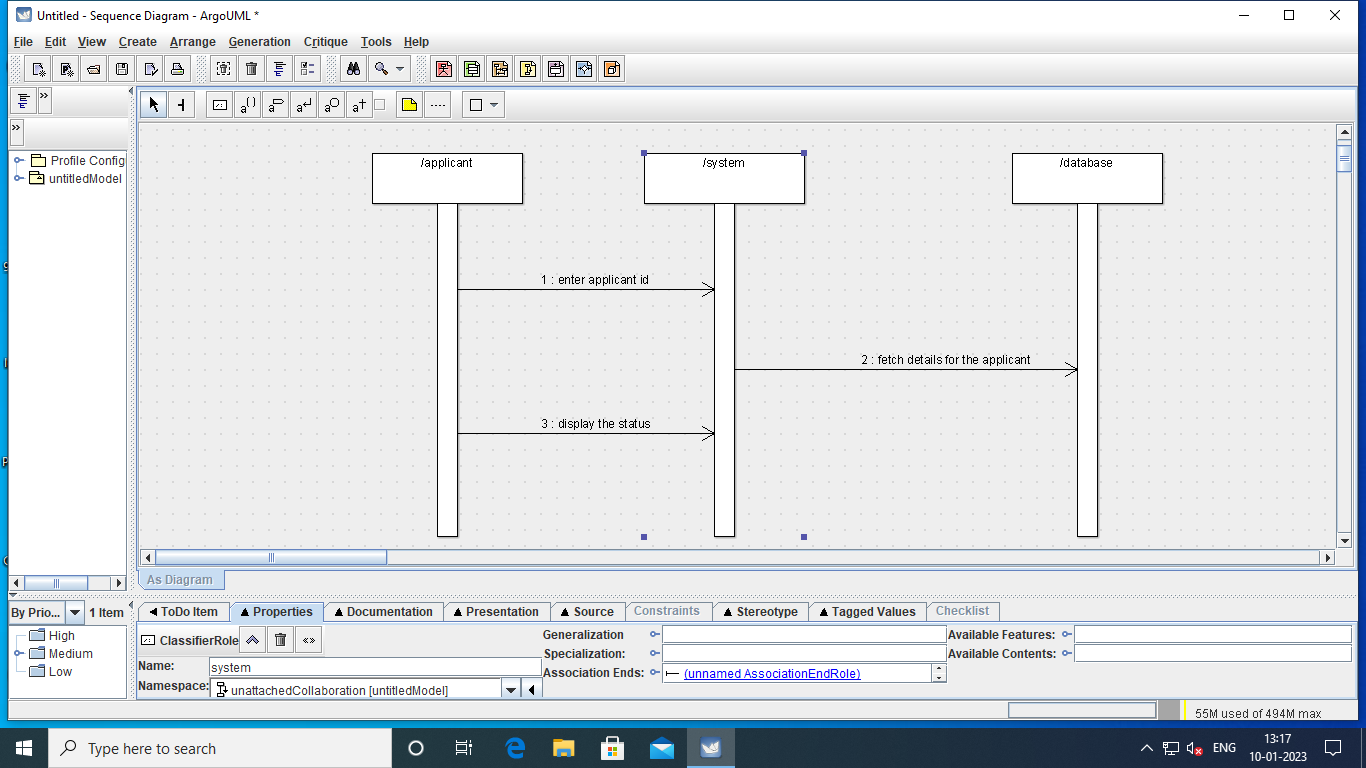 Untitled - Sequence Diagram - ArgoUML *
File Edit View Create Arrange Generation Critique Tools Help
Profile Config
untitledModel
/applicant
/system
/database
1 : enter applicant id
2 : fetch details for the applicant
3 : display the status
As Diagram
By Prio... 1 Item
High
Medium
Low
ToDo Item Properties Documentation Presentation Source Constraints Stereotype Tagged Values Checklist
ClassifierRole
Name: system
Namespace: unattachedCollaboration [untitledModel]
Generalization
Specialization:
Association Ends: (unnamed AssociationEndRole)
Available Features:
Available Contents:
55M used of 494M max
Type here to search
ENG
13:17
10-01-2023